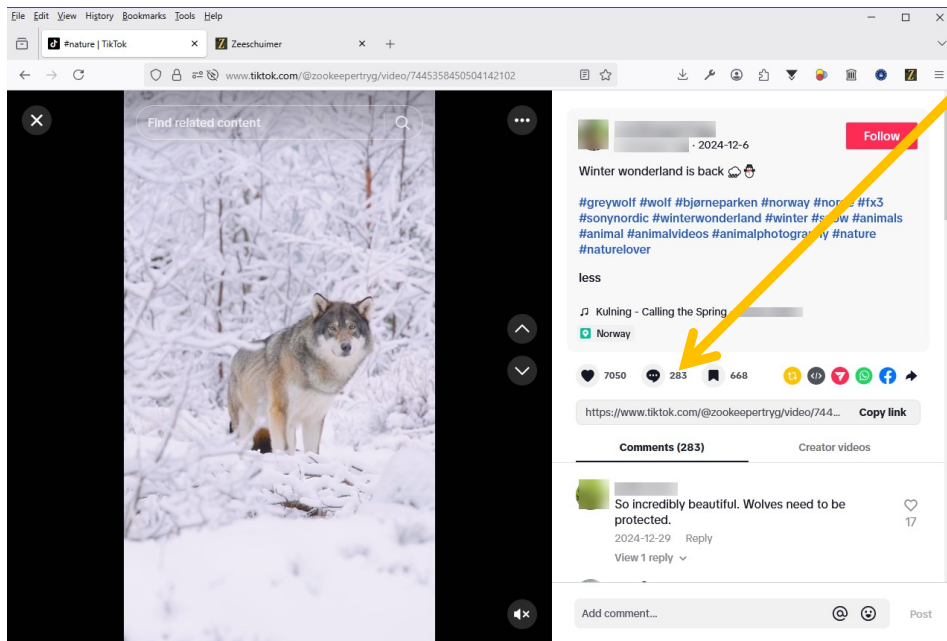 File Edit View History Bookmarks Tools Help
#nature | TikTok
Z Zeeschuimer
www.tiktok.com/@zookeepertryg/video/7445358450504142102
Z
Find related content
· 2024-12-6
Follow
Winter wonderland is back
#greywolf #wolf #bjørneparken #norway #norge #fx3
#sonynordic #winterwonderland #winter #snow #animals
#animal #animalvideos #animalphotography #nature
#naturelover
less
Kulning - Calling the Spring
Norway
7050
283
668
https://www.tiktok.com/@zookeepertryg/video/744...
Copy link
Comments (283)
Creator videos
So incredibly beautiful. Wolves need to be
protected.
2024-12-29 Reply
View 1 reply
17
Add comment...
@
Post